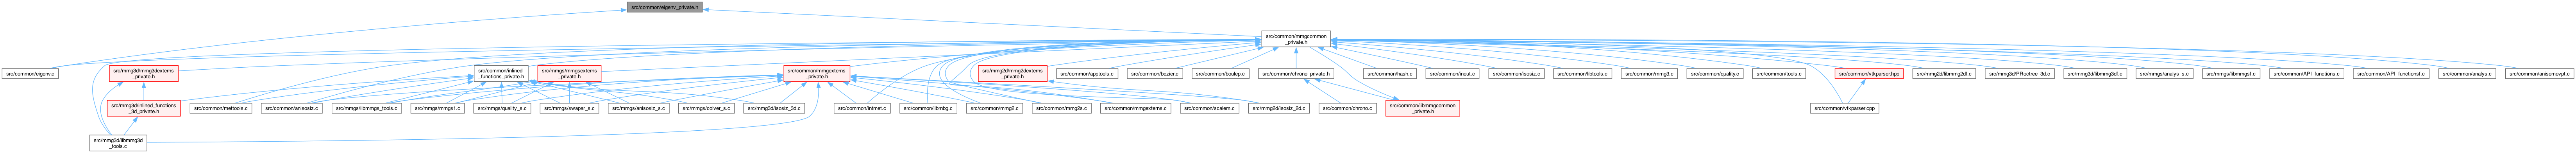 src/common/eigenv_private.h
src/common/mmgcommon
_private.h
src/common/eigenv.c
src/mmg3d/mmg3dexterns
_private.h
src/common/inlined
_functions_private.h
src/mmgs/mmgsexterns
_private.h
src/common/mmgexterns
_private.h
src/mmg2d/mmg2dexterns
_private.h
src/common/apptools.c
src/common/bezier.c
src/common/boulep.c
src/common/chrono_private.h
src/common/hash.c
src/common/inout.c
src/common/isosiz.c
src/common/libtools.c
src/common/mmg3.c
src/common/quality.c
src/common/tools.c
src/common/vtkparser.hpp
src/mmg2d/libmmg2df.c
src/mmg3d/PRoctree_3d.c
src/mmg3d/libmmg3df.c
src/mmgs/analys_s.c
src/mmgs/libmmgsf.c
src/common/API_functions.c
src/common/API_functionsf.c
src/common/analys.c
src/common/anisomovpt.c
src/mmg3d/inlined_functions
_3d_private.h
src/common/mettools.c
src/common/anisosiz.c
src/mmgs/libmmgs_tools.c
src/mmgs/mmgs1.c
src/mmgs/quality_s.c
src/mmgs/swapar_s.c
src/mmgs/anisosiz_s.c
src/mmgs/colver_s.c
src/mmg3d/isosiz_3d.c
src/common/intmet.c
src/common/librnbg.c
src/common/mmg2.c
src/common/mmg2s.c
src/common/mmgexterns.c
src/common/scalem.c
src/mmg2d/isosiz_2d.c
src/common/chrono.c
src/common/libmmgcommon
_private.h
src/common/vtkparser.cpp
src/mmg3d/libmmg3d
_tools.c